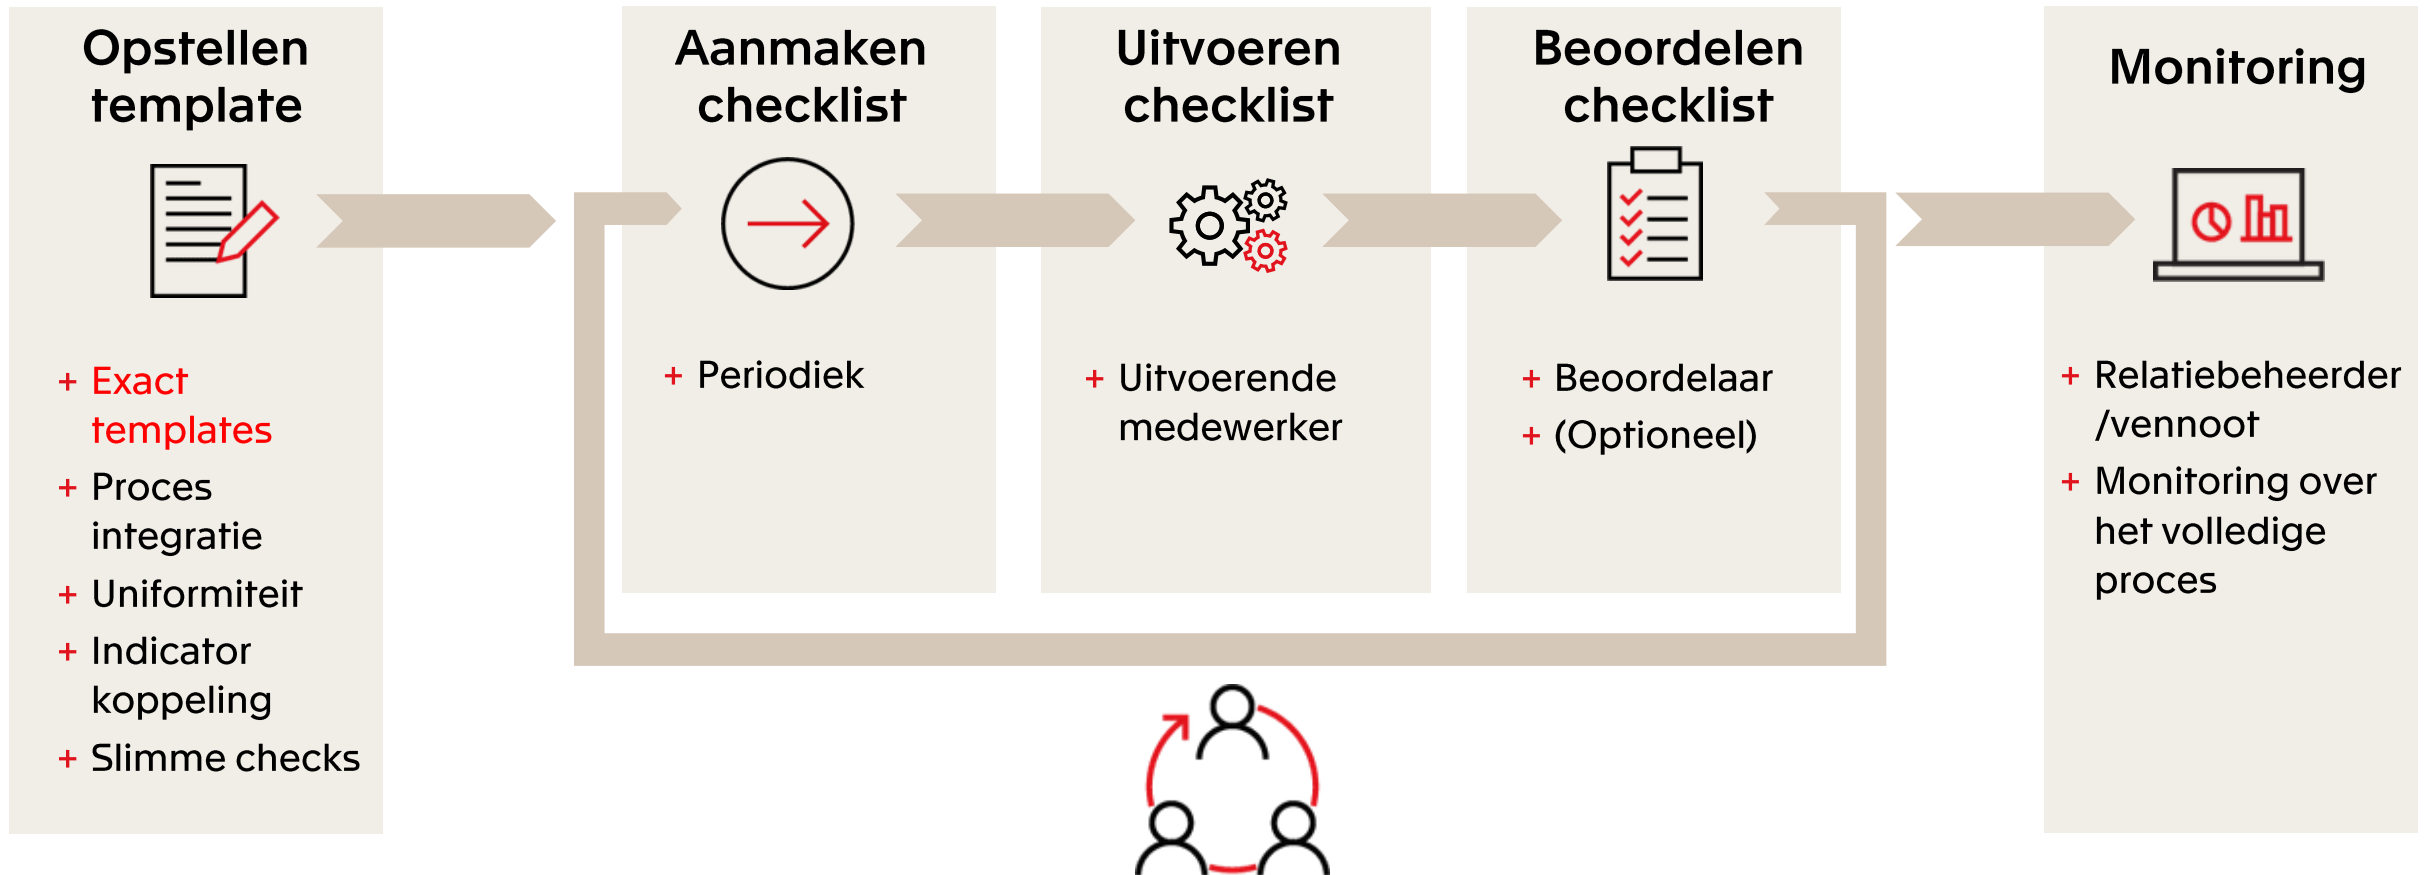 Opstellen
template
+ Exact
templates
+ Proces
integratie
+ Uniformiteit
+ Indicator
koppeling
+ Slimme checks
Aanmaken
checklist
+ Periodiek
Uitvoeren
checklist
+ Uitvoerende
medewerker
Beoordelen
checklist
+ Beoordelaar
+ (Optioneel)
Monitoring
+ Relatiebeheerder
/vennoot
+ Monitoring over
het volledige
proces